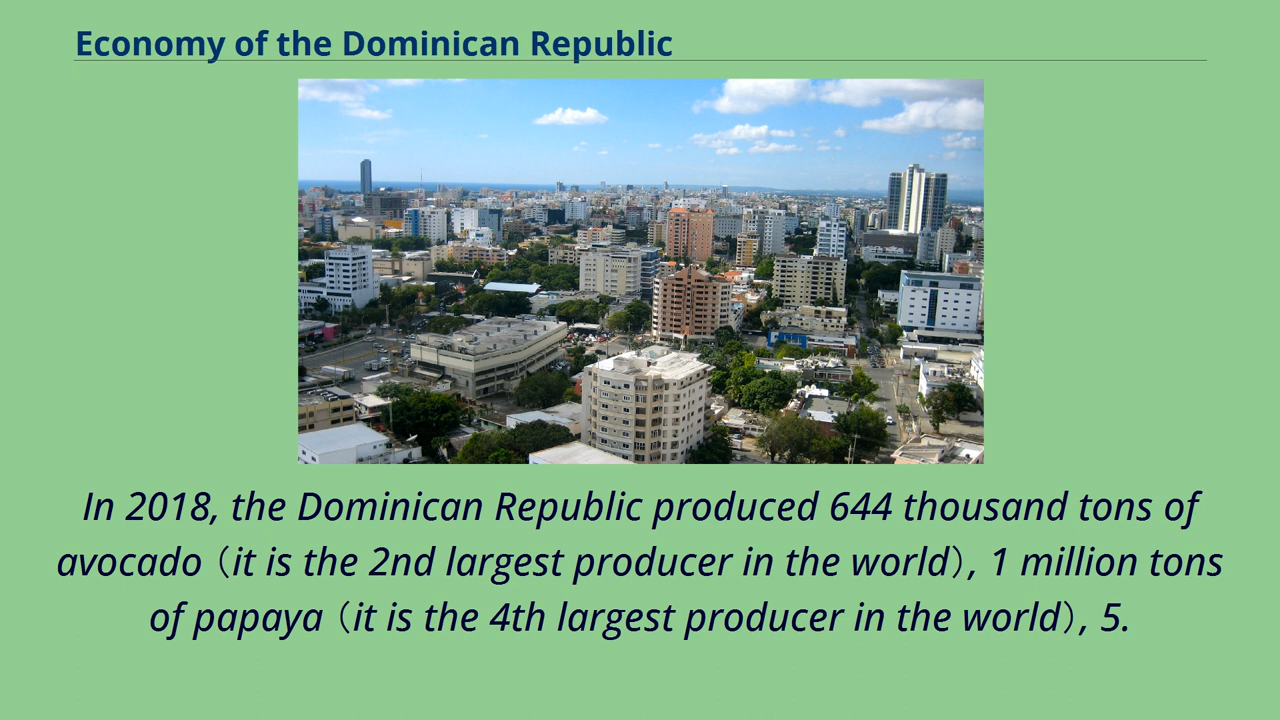 Economy of the Dominican Republic
In 2018, the Dominican Republic produced 644 thousand tons of
avocado（it is the 2nd largest producer in the world）, 1 million tons
of papaya（it is the 4th largest producer in the world）, 5.